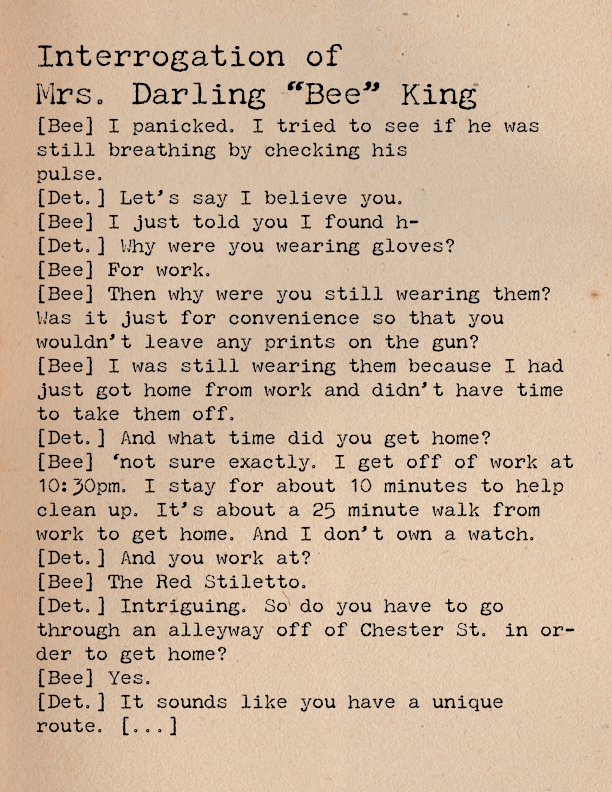 Interrogation of
Mrs. Darling “Bee” King
[Bee] I panicked. I tried to see if he was
still breathing by checking his
pulse.
[Det.] Let’s say I believe you.
[Bee] I just told you I found h-
[Det.] Why were you wearing gloves?
[Bee] For work.
[Bee] Then why were you still wearing them?
Was it just for convenience so that you
wouldn’t leave any prints on the gun?
[Bee] I was still wearing them because I had
just got home from work and didn’t have time
to take them off.
[Det.] And what time did you get home?
[Bee] ‘not sure exactly. I get off of work at
10:30pm. I stay for about 10 minutes to help
clean up. It’s about a 25 minute walk from
work to get home. And I don’t own a watch.
[Det.] And you work at?
[Bee] The Red Stiletto.
[Det.] Intriguing. So do you have to go
through an alleyway off of Chester St. in or-
der to get home?
[Bee] Yes.
[Det.] It sounds like you have a unique
route. [...]